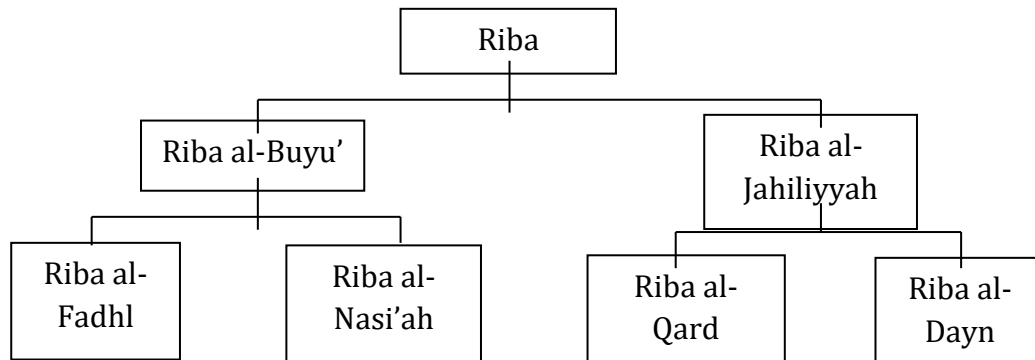 Riba
Riba al-Buyu’
Riba al-
Jahiliyyah
Riba al-
Fadhl
Riba al-
Nasi’ah
Riba al-
Qard
Riba al-
Dayn